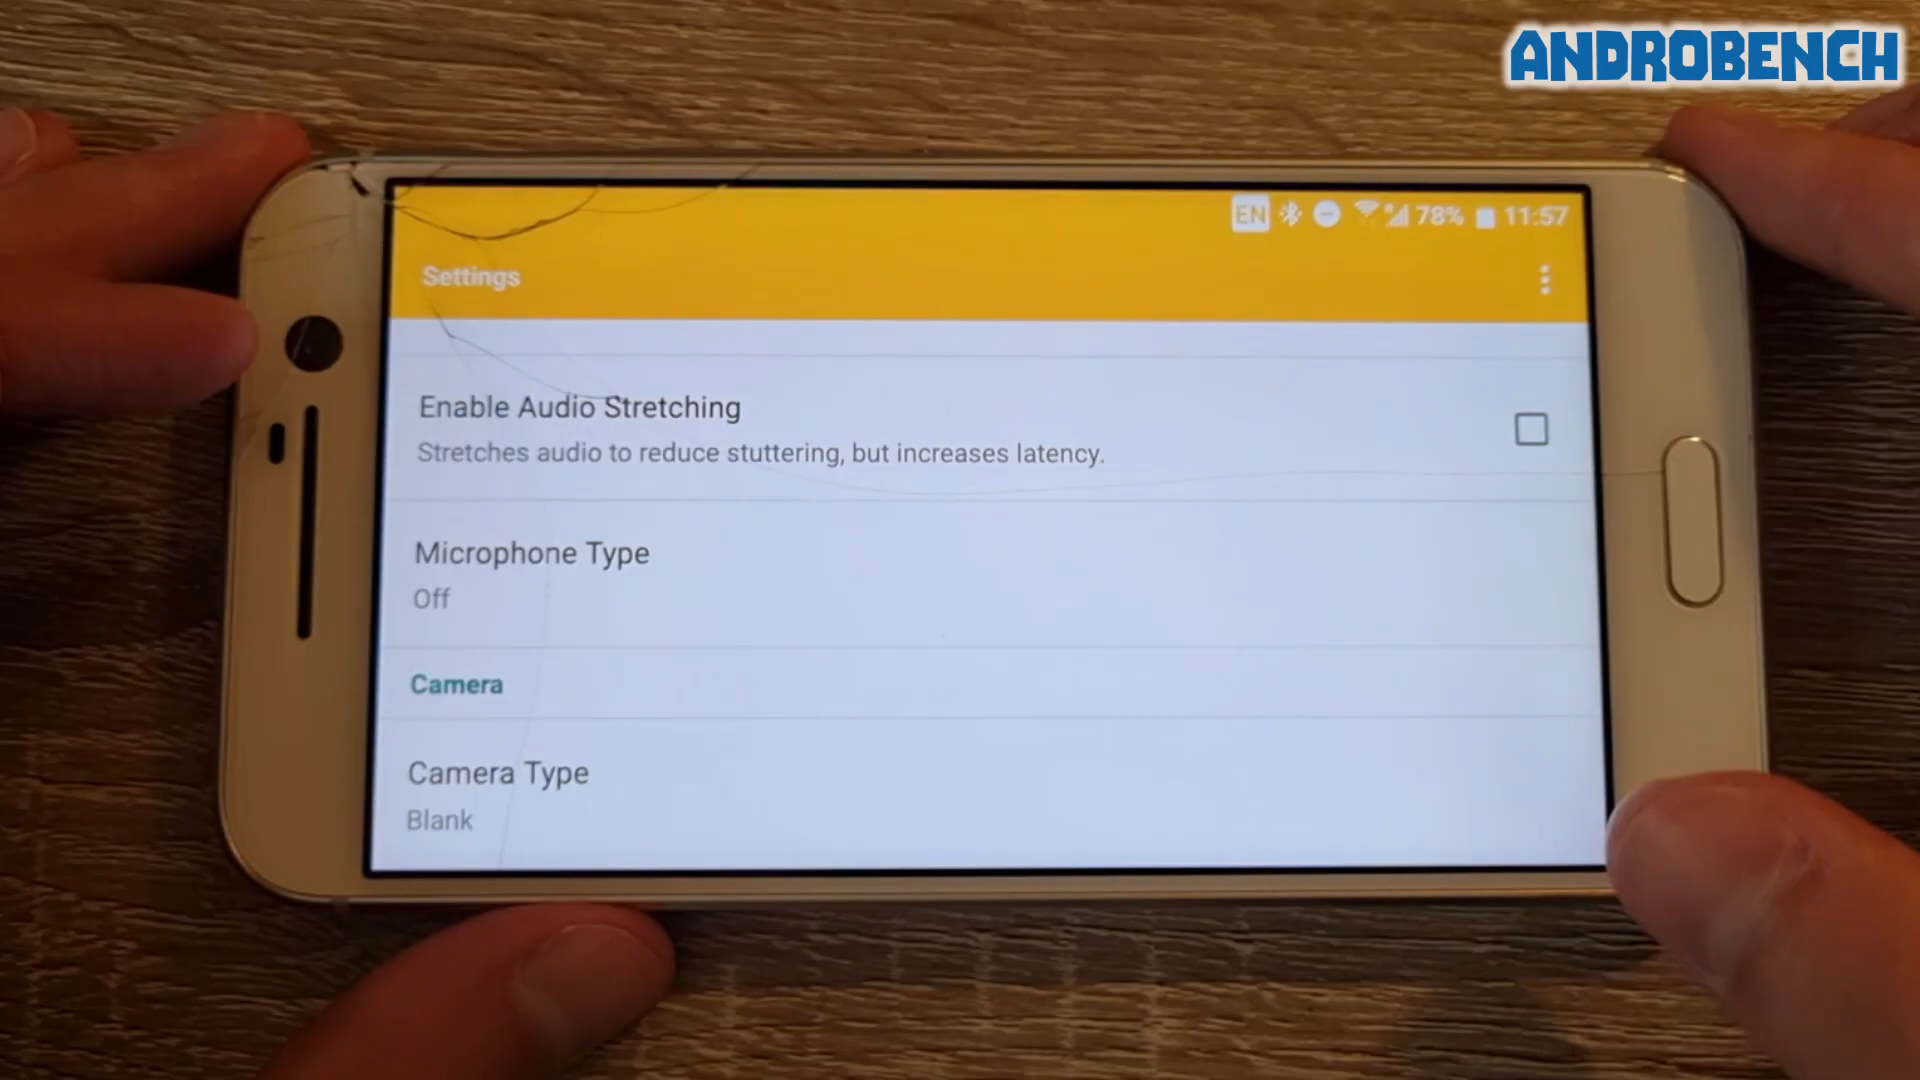 ANDROBENCH
EN 78% 11:57
Settings
Enable Audio Stretching
Stretches audio to reduce stuttering, but increases latency.
Microphone Type
Off
Camera
Camera Type
Blank